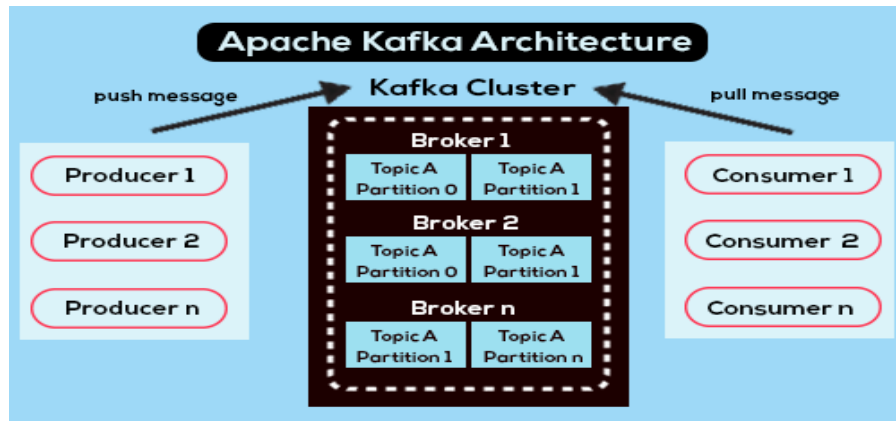 Apache Kafka Architecture
push message
Kafka Cluster
pull message
Producer 1
Producer 2
Producer n
Broker 1
Topic A
Partition 0
Topic A
Partition 1
Broker 2
Topic A
Partition 0
Topic A
Partition 1
Broker n
Topic A
Partition 1
Topic A
Partition n
Consumer 1
Consumer 2
Consumer n